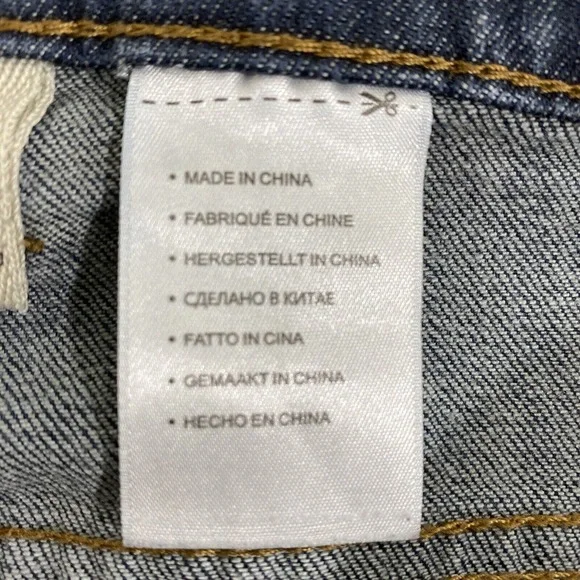 • MADE IN CHINA
• FABRIQUÉ EN CHINE
• HERGESTELLT IN CHINA
• СДЕЛАНО В КИТАЕ
• FATTO IN CINA
• GEMAAKT IN CHINA
• HECHO EN CHINA